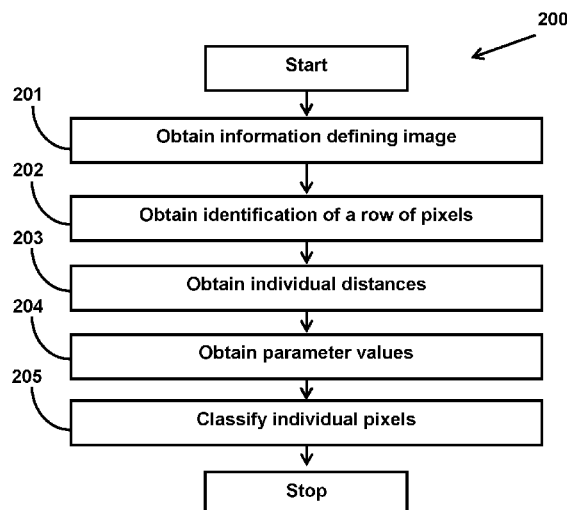 200
Start
201
Obtain information defining image
202
Obtain identification of a row of pixels
203
Obtain individual distances
204
Obtain parameter values
205
Classify individual pixels
Stop